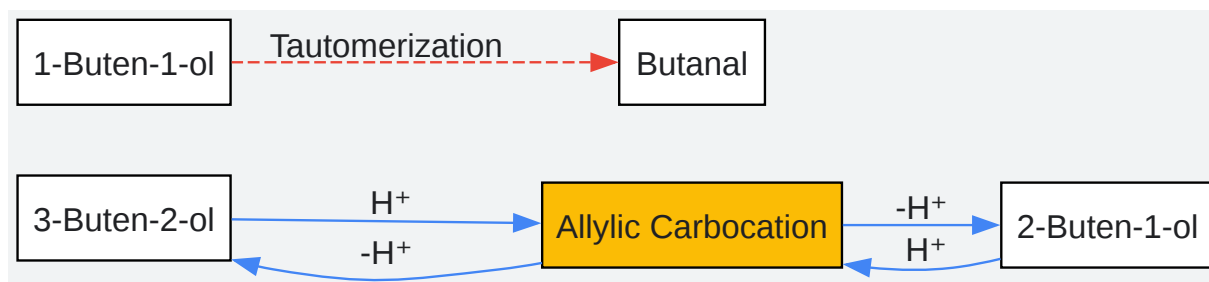 1-Buten-1-ol
Tautomerization
Butanal
3-Buten-2-ol
H⁺
-H⁺
Allylic Carbocation
-H⁺
H⁺
2-Buten-1-ol